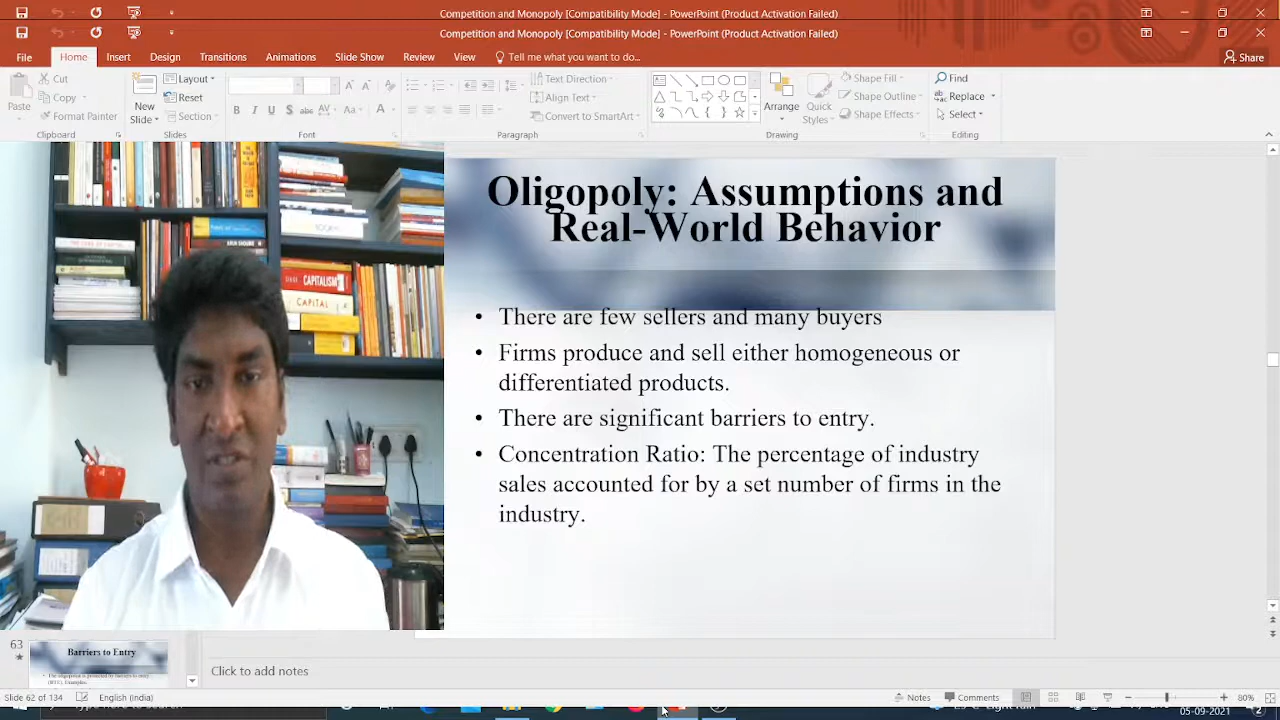 Competition and Monopoly [Compatibility Mode] - PowerPoint (Product Activation Failed)
Competition and Monopoly [Compatibility Mode] - PowerPoint (Product Activation Failed)
File Home Insert Design Transitions Animations Slide Show Review View Tell me what you want to do... Share
Cut
Copy
Format Painter
Paste
Clipboard
New
Slide
Layout
Reset
Section
Slides
B I U S abc AV Aa A
Font
Text Direction
Align Text
Convert to SmartArt
Paragraph
Arrange
Quick
Styles
Shape Fill
Shape Outline
Shape Effects
Drawing
Find
Replace
Select
Editing
CAPITALISM
CAPITAL
Oligopoly: Assumptions and
Real-World Behavior
• There are few sellers and many buyers
• Firms produce and sell either homogeneous or
differentiated products.
• There are significant barriers to entry.
• Concentration Ratio: The percentage of industry
sales accounted for by a set number of firms in the
industry.
63
Barriers to Entry
Click to add notes
Slide 62 of 134 English (India) Notes Comments 80%
05-09-2021